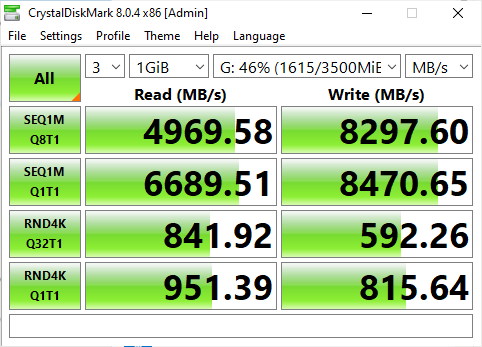 CrystalDiskMark 8.0.4 x86 [Admin]
File Settings Profile Theme Help Language
All 3 1GiB G: 46% (1615/3500MiB MB/s
Read (MB/s) Write (MB/s)
SEQ1M Q8T1 4969.58 8297.60
SEQ1M Q1T1 6689.51 8470.65
RND4K Q32T1 841.92 592.26
RND4K Q1T1 951.39 815.64